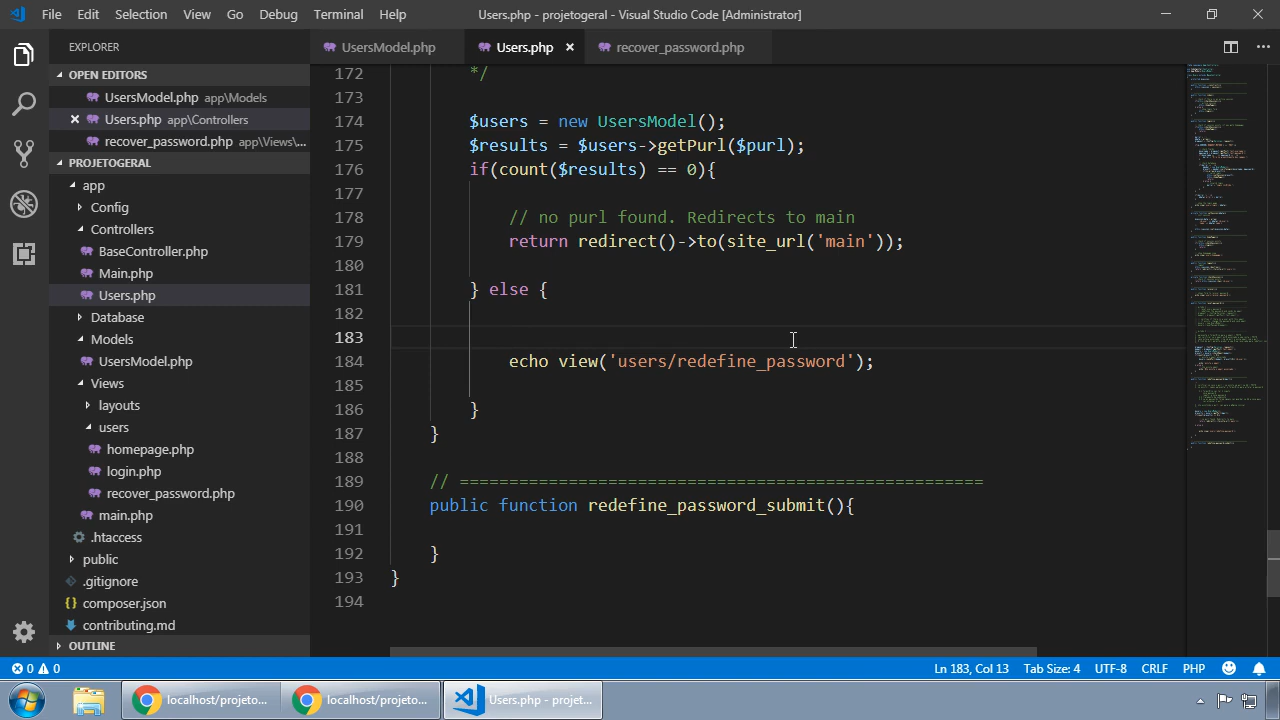 File Edit Selection View Go Debug Terminal Help Users.php - projetogeral - Visual Studio Code [Administrator]
EXPLORER
UsersModel.php Users.php × recover_password.php
OPEN EDITORS
UsersModel.php app\Models
× Users.php app\Controllers
recover_password.php app\Views\...
PROJETOGERAL
app
Config
Controllers
BaseController.php
Main.php
Users.php
Database
Models
UsersModel.php
Views
layouts
users
homepage.php
login.php
recover_password.php
main.php
.htaccess
public
.gitignore
composer.json
contributing.md
OUTLINE
172 */
173
174 $users = new UsersModel();
175 $results = $users->getPurl($purl);
176 if(count($results) == 0){
177
178 // no purl found. Redirects to main
179 return redirect()->to(site_url('main'));
180
181 } else {
182
183
184 echo view('users/redefine_password');
185
186 }
187 }
188
189 // =====================================================
190 public function redefine_password_submit(){
191
192 }
193 }
194
0 0 Ln 183, Col 13 Tab Size: 4 UTF-8 CRLF PHP
localhost/projeto... localhost/projeto... Users.php - projet...